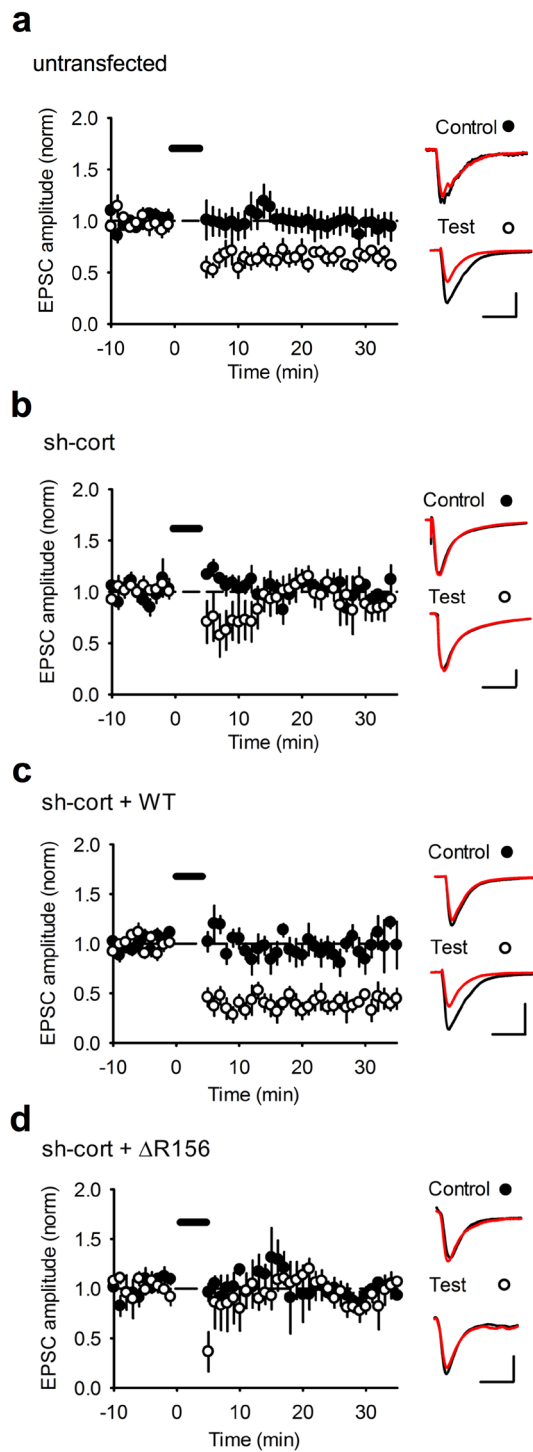 a
untransfected
EPSC amplitude (norm)
2.0
1.5
1.0
0.5
0.0
-10 0 10 20 30
Time (min)
Control
Test
b
sh-cort
EPSC amplitude (norm)
2.0
1.5
1.0
0.5
0.0
-10 0 10 20 30
Time (min)
Control
Test
c
sh-cort + WT
EPSC amplitude (norm)
2.0
1.5
1.0
0.5
0.0
-10 0 10 20 30
Time (min)
Control
Test
d
sh-cort + ΔR156
EPSC amplitude (norm)
2.0
1.5
1.0
0.5
0.0
-10 0 10 20 30
Time (min)
Control
Test